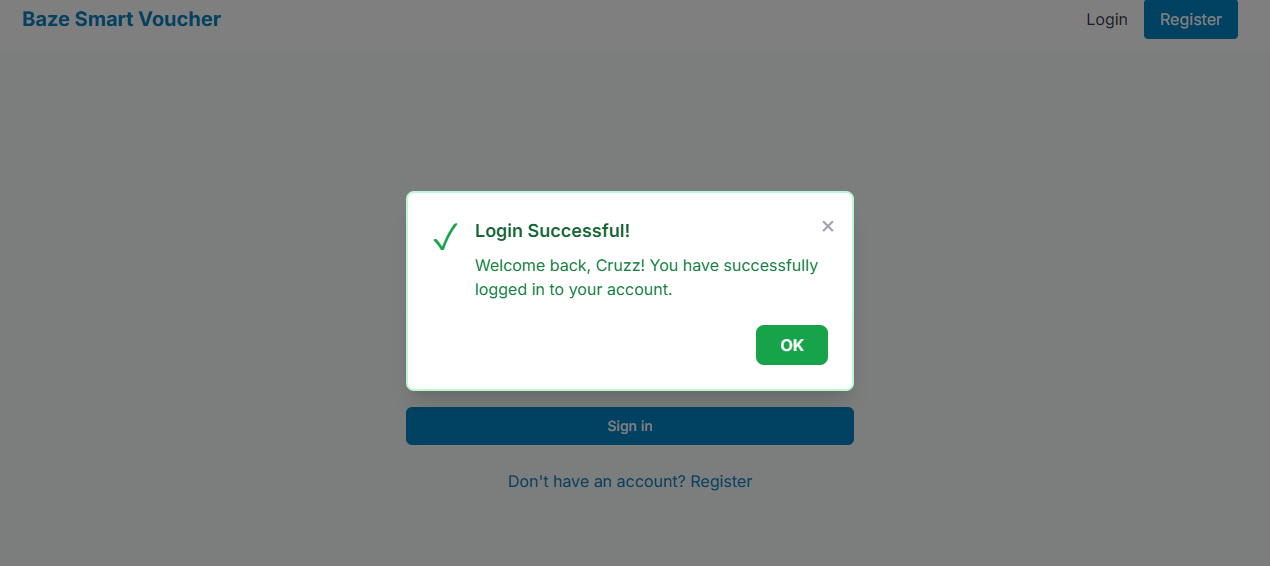 Baze Smart Voucher
Login
Register
Login Successful!
×
Welcome back, Cruzz! You have successfully
logged in to your account.
OK
Sign in
Don't have an account? Register